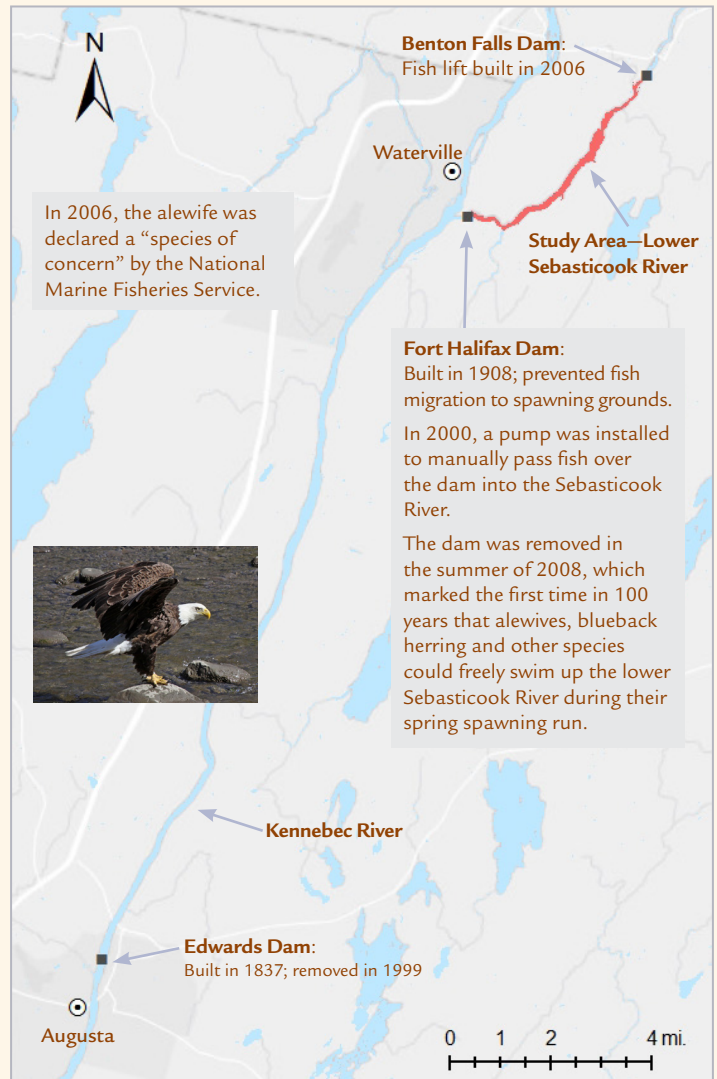 N
Benton Falls Dam:
Fish lift built in 2006
Waterville
In 2006, the alewife was
declared a “species of
concern” by the National
Marine Fisheries Service.
Study Area—Lower
Sebasticook River
Fort Halifax Dam:
Built in 1908; prevented fish
migration to spawning grounds.
In 2000, a pump was installed
to manually pass fish over
the dam into the Sebasticook
River.
The dam was removed in
the summer of 2008, which
marked the first time in 100
years that alewives, blueback
herring and other species
could freely swim up the lower
Sebasticook River during their
spring spawning run.
Kennebec River
Edwards Dam:
Built in 1837; removed in 1999
Augusta
0 1 2 4 mi.